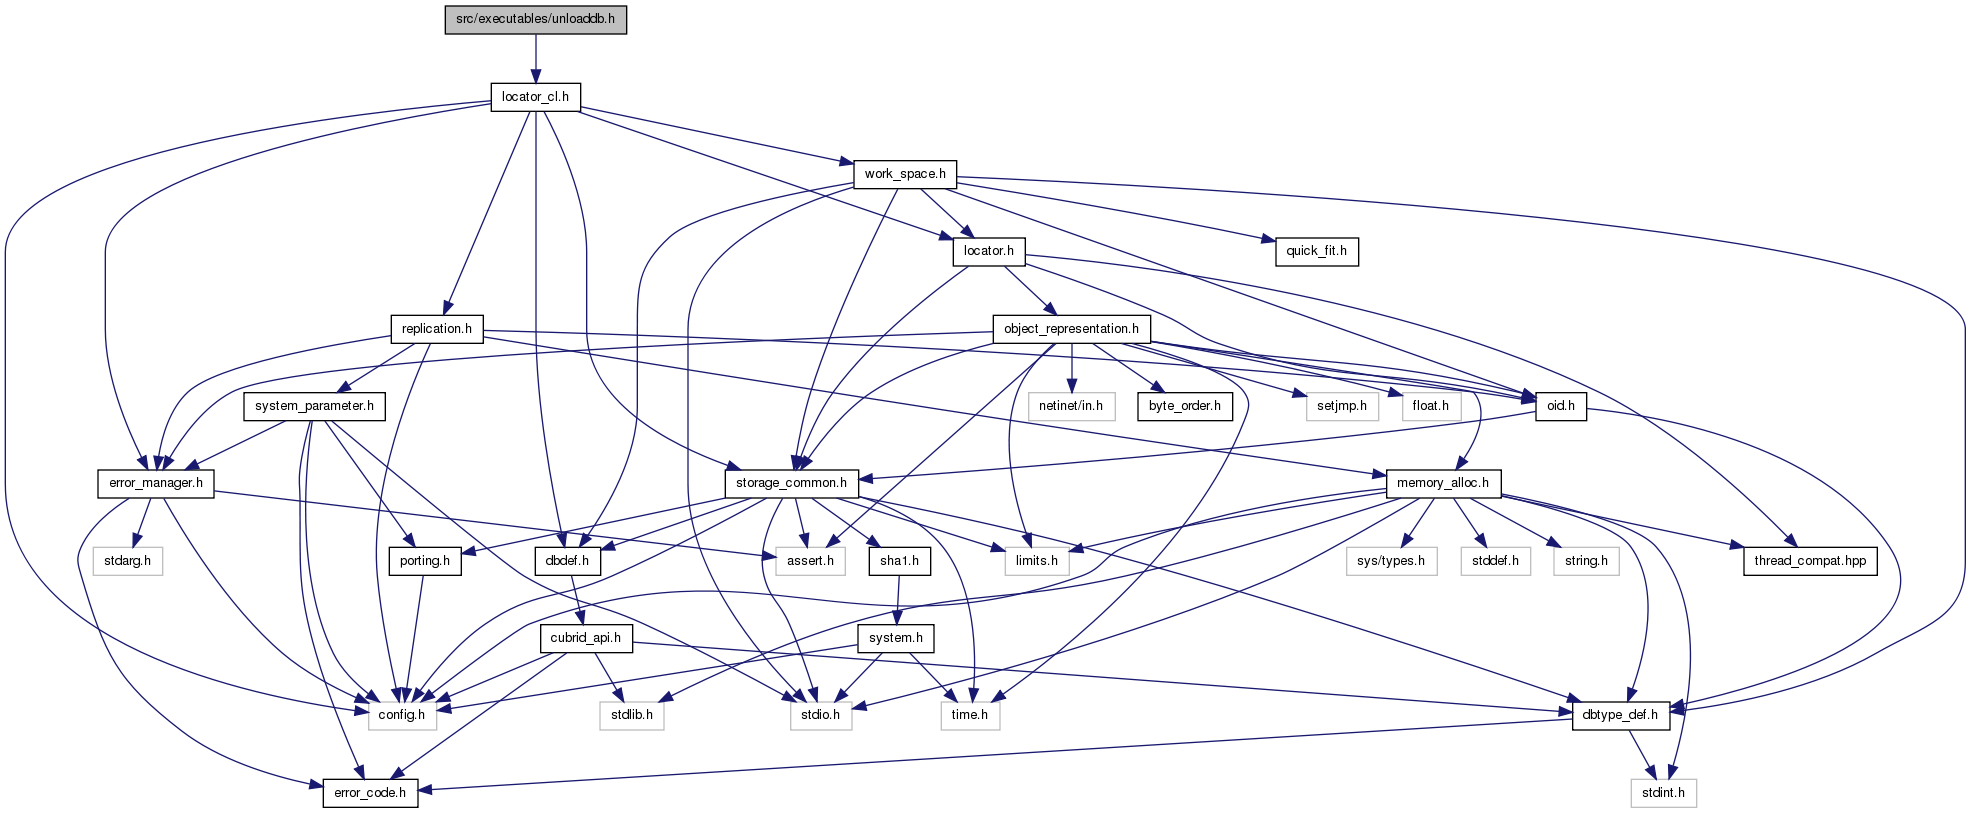 src/executables/unloaddb.h
locator_cl.h
work_space.h
locator.h
quick_fit.h
replication.h
object_representation.h
system_parameter.h
netinet/in.h
byte_order.h
setjmp.h
float.h
oid.h
error_manager.h
storage_common.h
memory_alloc.h
stdarg.h
porting.h
dbdef.h
assert.h
sha1.h
limits.h
sys/types.h
stddef.h
string.h
thread_compat.hpp
cubrid_api.h
system.h
config.h
stdlib.h
stdio.h
time.h
dbtype_def.h
error_code.h
stdint.h